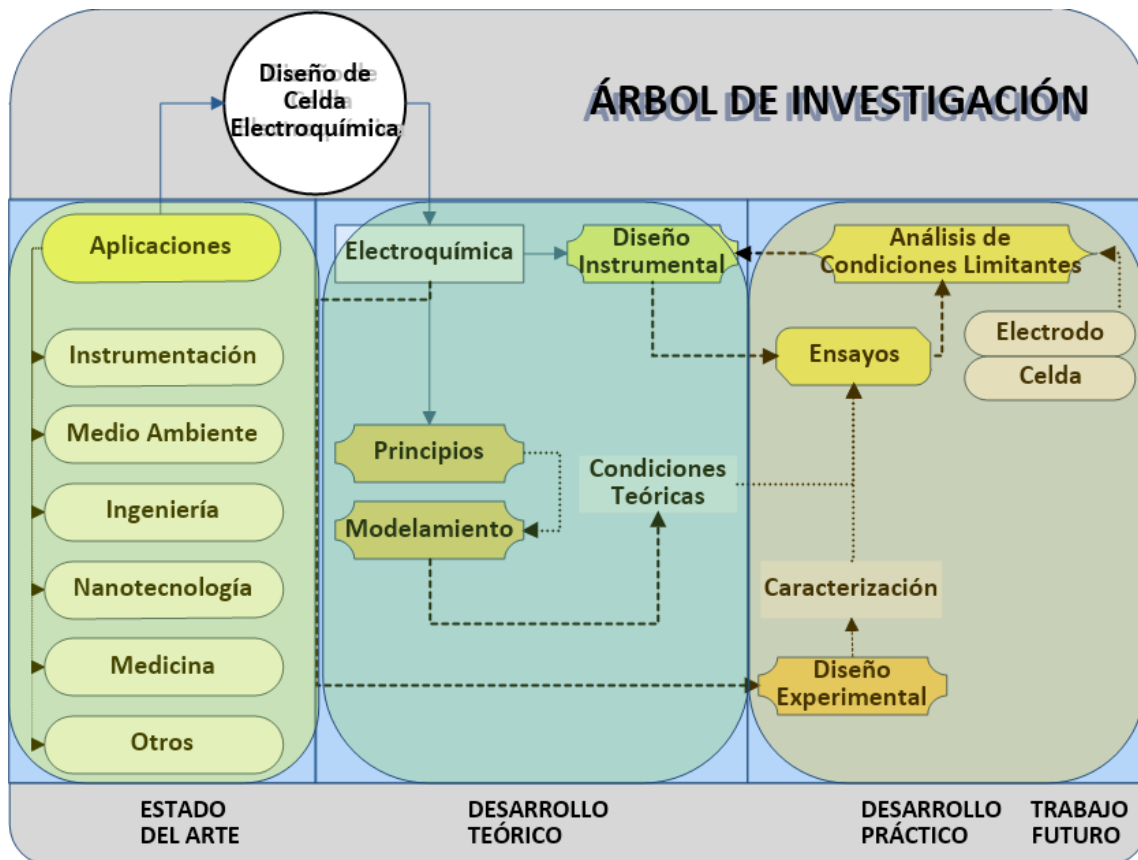 Diseño de
Celda
Electroquímica
ÁRBOL DE INVESTIGACIÓN
Aplicaciones
Instrumentación
Medio Ambiente
Ingeniería
Nanotecnología
Medicina
Otros
Electroquímica
Diseño
Instrumental
Principios
Modelamiento
Condiciones
Teóricas
Análisis de
Condiciones Limitantes
Ensayos
Electrodo
Celda
Caracterización
Diseño
Experimental
ESTADO
DEL ARTE
DESARROLLO
TEÓRICO
DESARROLLO
PRÁCTICO
TRABAJO
FUTURO